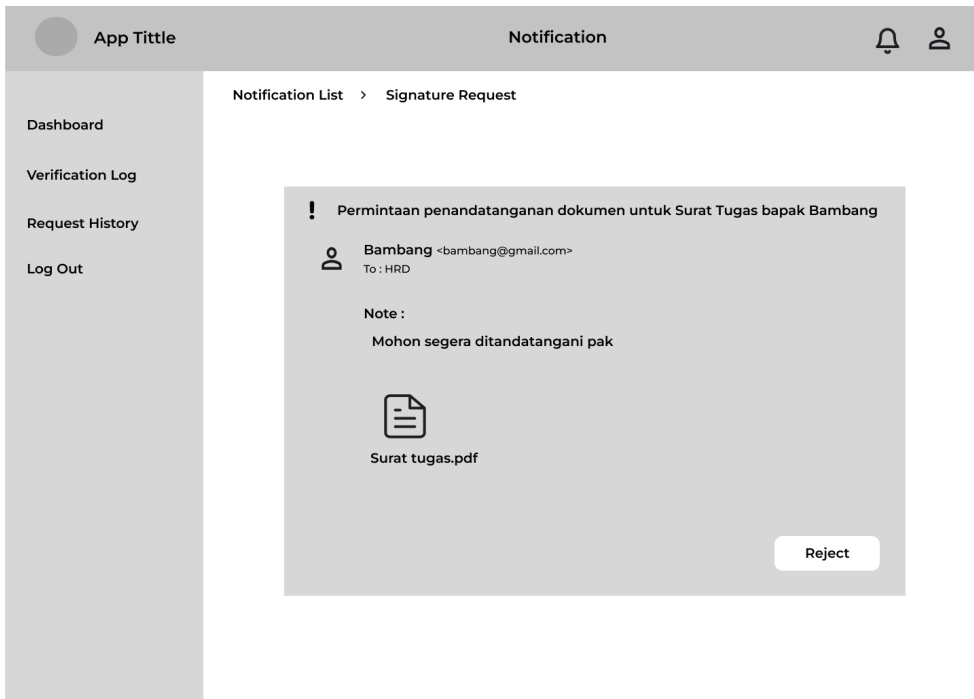 App Tittle
Notification
Notification List > Signature Request
Dashboard
Verification Log
Request History
Log Out
! Permintaan penandatanganan dokumen untuk Surat Tugas bapak Bambang
Bambang <bambang@gmail.com>
To : HRD
Note :
Mohon segera ditandatangani pak
Surat tugas.pdf
Reject